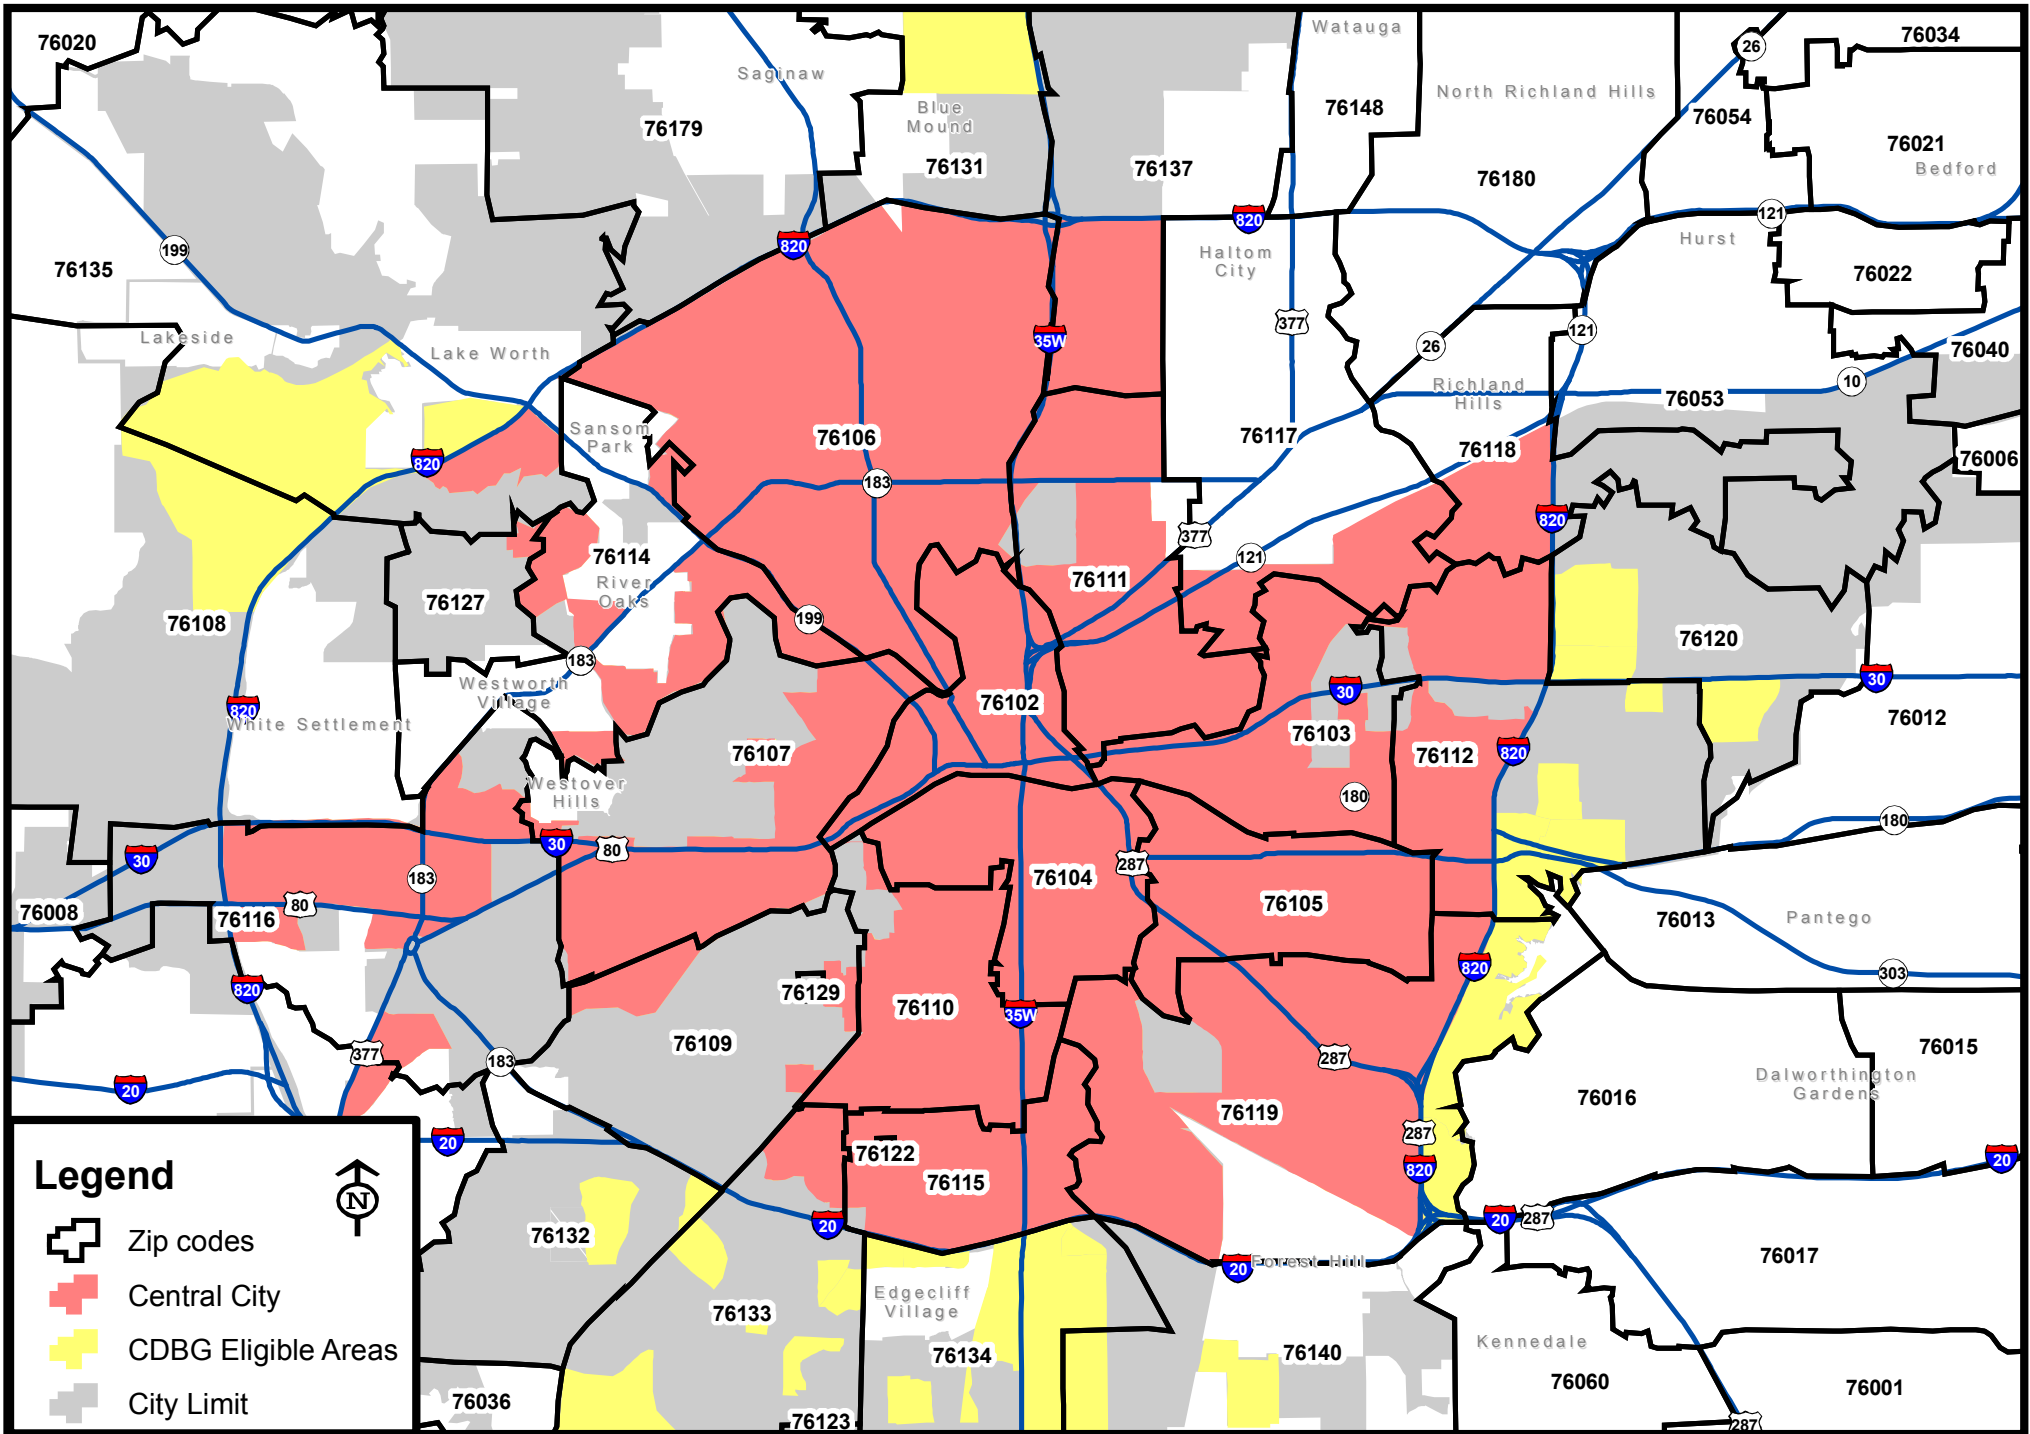 76020
Watauga
26
76034
Saginaw
North Richland Hills
Blue
Mound
76148
76054
76179
76021
76131
76137
Bedford
76180
820
820
121
199
Hurst
76135
Haltom
City
76022
35W
377
121
26
Lakeside
Lake Worth
76040
10
Richland
Hills
76053
Sansom
Park
76106
76117
76118
820
76006
183
820
377
121
76114
76111
River
Oaks
76127
199
76108
76120
183
Westworth
Village
30
30
820
White Settlement
76102
76012
76107
76103
76112
820
Westover
Hills
180
180
30
30
80
287
183
76104
76008
80
76116
76105
76013
Pantego
820
303
820
76129
76110
35W
76109
377
183
287
76015
20
Dalworthington
Gardens
76016
76119
287
20
820
20
76122
76115
Legend
N
20
20
287
76132
Zip codes
20
Forest Hill
76017
Central City
Edgecliff
Village
76133
Kennedale
CDBG Eligible Areas
76134
76140
76060
76001
City Limit
76036
76123
287